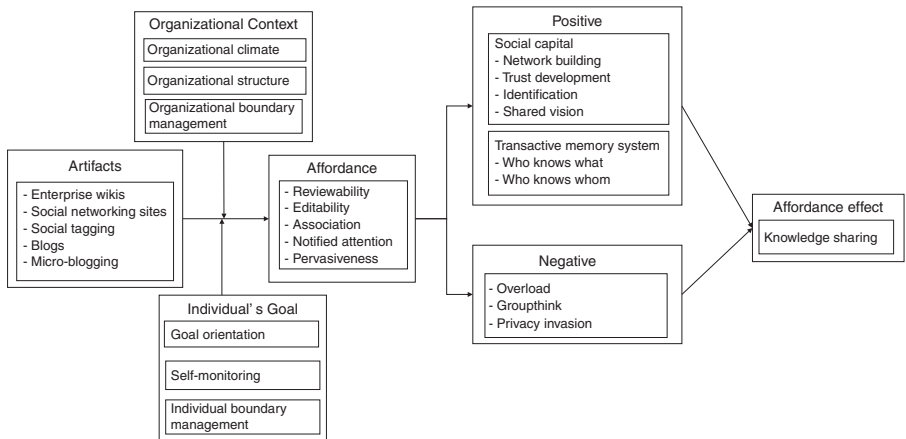 Organizational Context
Organizational climate
Organizational structure
Organizational boundary
management
Artifacts
- Enterprise wikis
- Social networking sites
- Social tagging
- Blogs
- Micro-blogging
Individual's Goal
Goal orientation
Self-monitoring
Individual boundary
management
Affordance
- Reviewability
- Editability
- Association
- Notified attention
- Pervasiveness
Positive
Social capital
- Network building
- Trust development
- Identification
- Shared vision
Transactive memory system
- Who knows what
- Who knows whom
Negative
- Overload
- Groupthink
- Privacy invasion
Affordance effect
Knowledge sharing